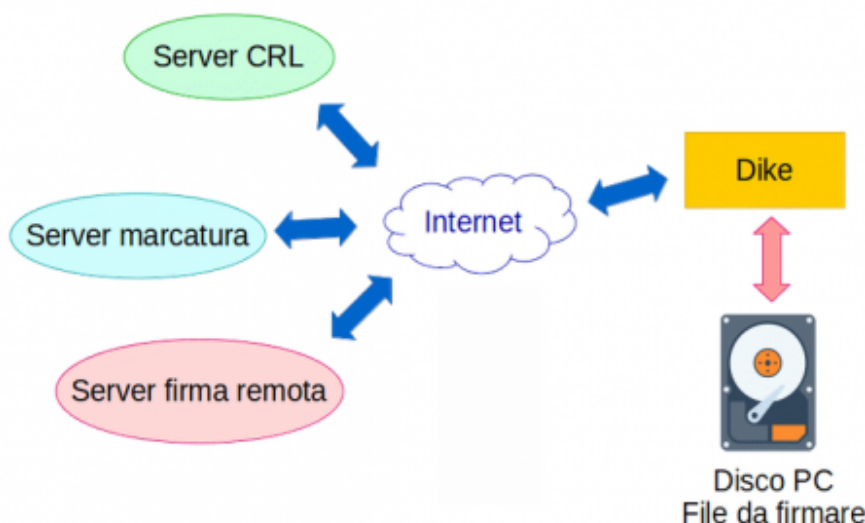 Server CRL
Dike
Internet
Server marcatura
Server firma remota
Disco PC
File da firmare